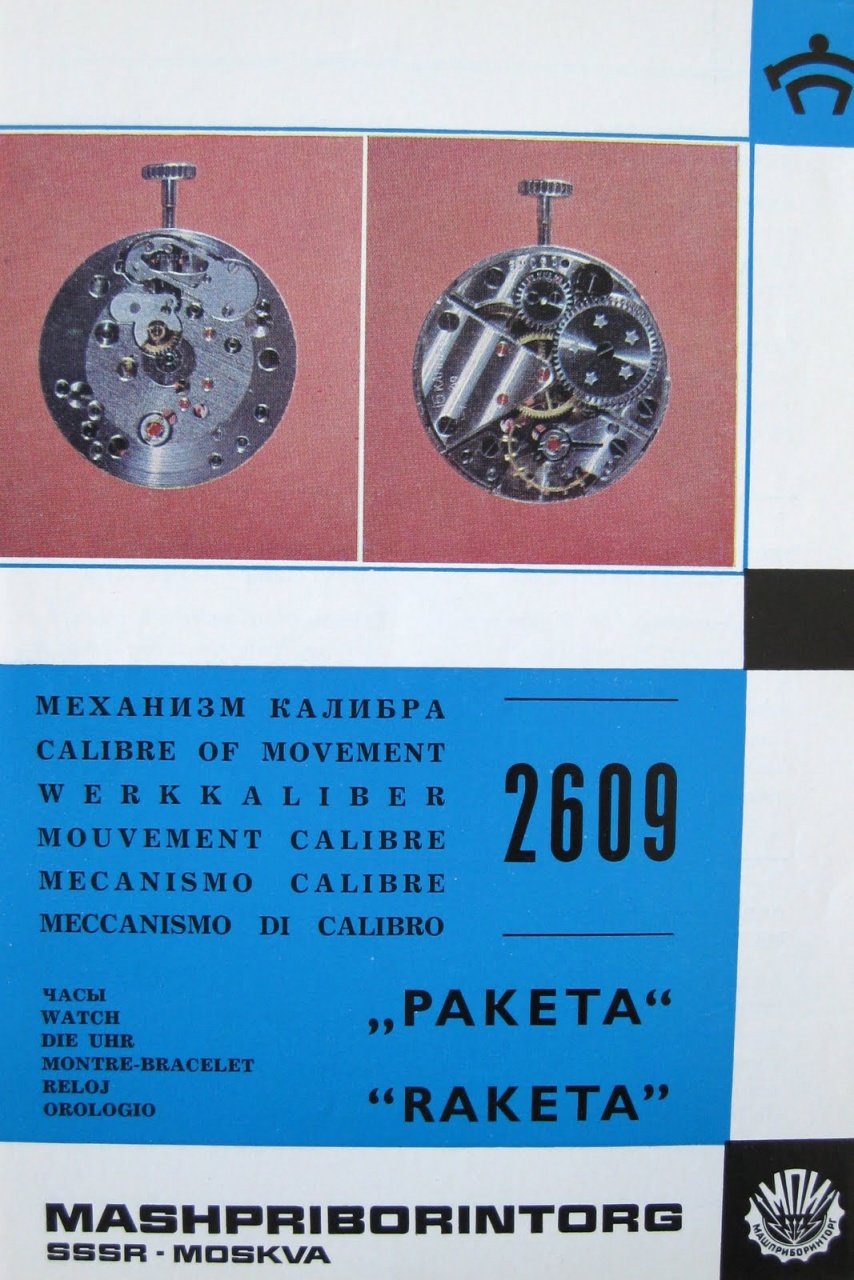 МЕХАНИЗМ КАЛИБРА
CALIBRE OF MOVEMENT
WERKKALIBER
MOUVEMENT CALIBRE
MECANISMO CALIBRE
MECCANISMO DI CALIBRO
2609
ЧАСЫ
WATCH
DIE UHR
MONTRE-BRACELET
RELOJ
OROLOGIO
„РАКЕТА“
“RAKETA”
MASHPRIBORINTORG
SSSR - MOSKVA
МПИ
МАШПРИБОРИНТОРГ